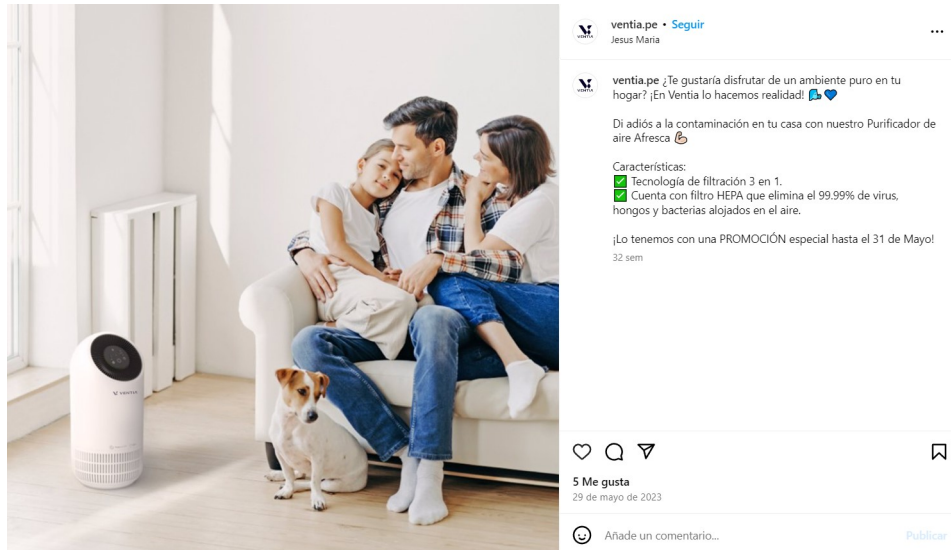 ventia.pe • Seguir
Jesus Maria
VENTIA
ventia.pe ¿Te gustaría disfrutar de un ambiente puro en tu
hogar? ¡En Ventia lo hacemos realidad! 🌬️💙
Di adiós a la contaminación en tu casa con nuestro Purificador de
aire Afresca 💪🏻
Características:
✅ Tecnología de filtración 3 en 1.
✅ Cuenta con filtro HEPA que elimina el 99.99% de virus,
hongos y bacterias alojados en el aire.
¡Lo tenemos con una PROMOCIÓN especial hasta el 31 de Mayo!
32 sem
VENTIA
5 Me gusta
29 de mayo de 2023
Añade un comentario...
Publicar